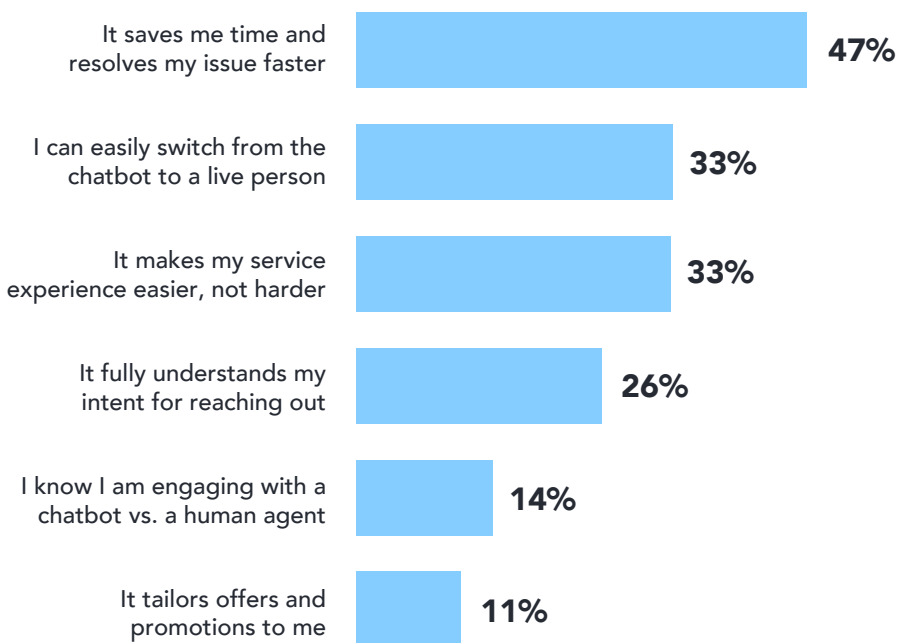 It saves me time and
resolves my issue faster
47%
I can easily switch from the
chatbot to a live person
33%
It makes my service
experience easier, not harder
33%
It fully understands my
intent for reaching out
26%
I know I am engaging with a
chatbot vs. a human agent
14%
It tailors offers and
promotions to me
11%